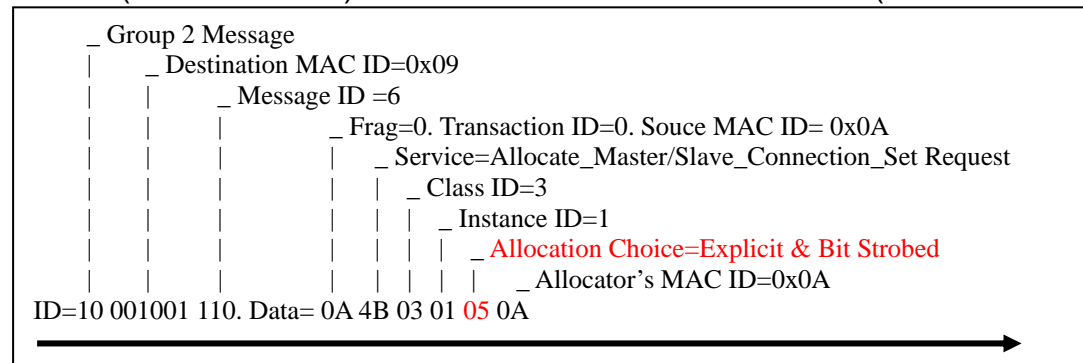 _ Group 2 Message
| _ Destination MAC ID=0x09
| | _ Message ID =6
| | | _ Frag=0. Transaction ID=0. Souce MAC ID= 0x0A
| | | | _ Service=Allocate_Master/Slave_Connection_Set Request
| | | | | _ Class ID=3
| | | | | | _ Instance ID=1
| | | | | | | _ Allocation Choice=Explicit & Bit Strobed
| | | | | | | | _ Allocator’s MAC ID=0x0A
ID=10 001001 110. Data= 0A 4B 03 01 05 0A